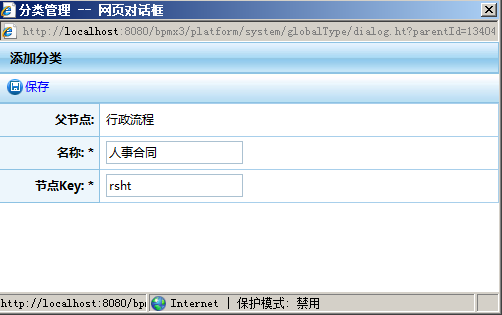 分类管理 -- 网页对话框
http://localhost:8080/bpmx3/platform/system/globalType/dialog.ht?parentId=13404
添加分类
保存
父节点: 行政流程
名称: * 人事合同
节点Key: * rsht
http://localhost:8080/bp Internet | 保护模式: 禁用